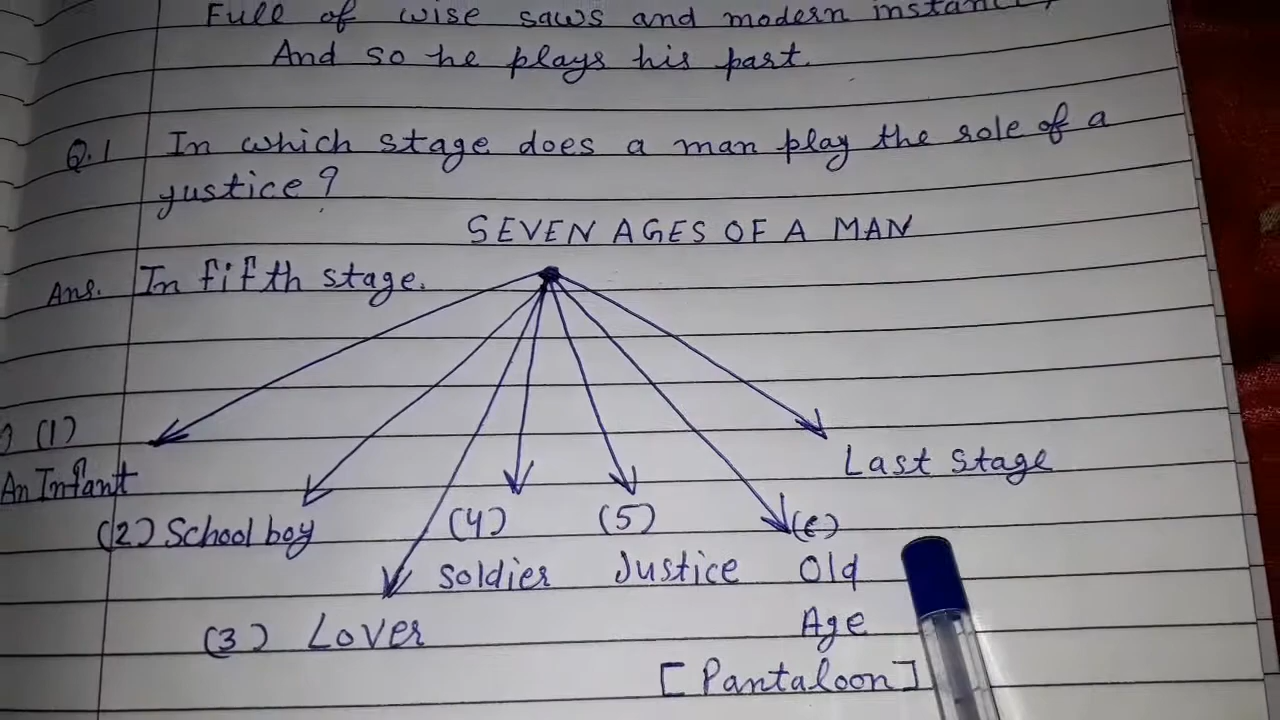 Full of wise saws and modern
And so he plays his part.
Q.1 In which stage does a man play the role of a
justice?
SEVEN AGES OF A MAN
Ans. In fifth stage.
(1)
An Infant
Last stage
(2) School boy
(4) (5) (6)
soldier Justice Old
(3) Lover
Age
[Pantaloon]